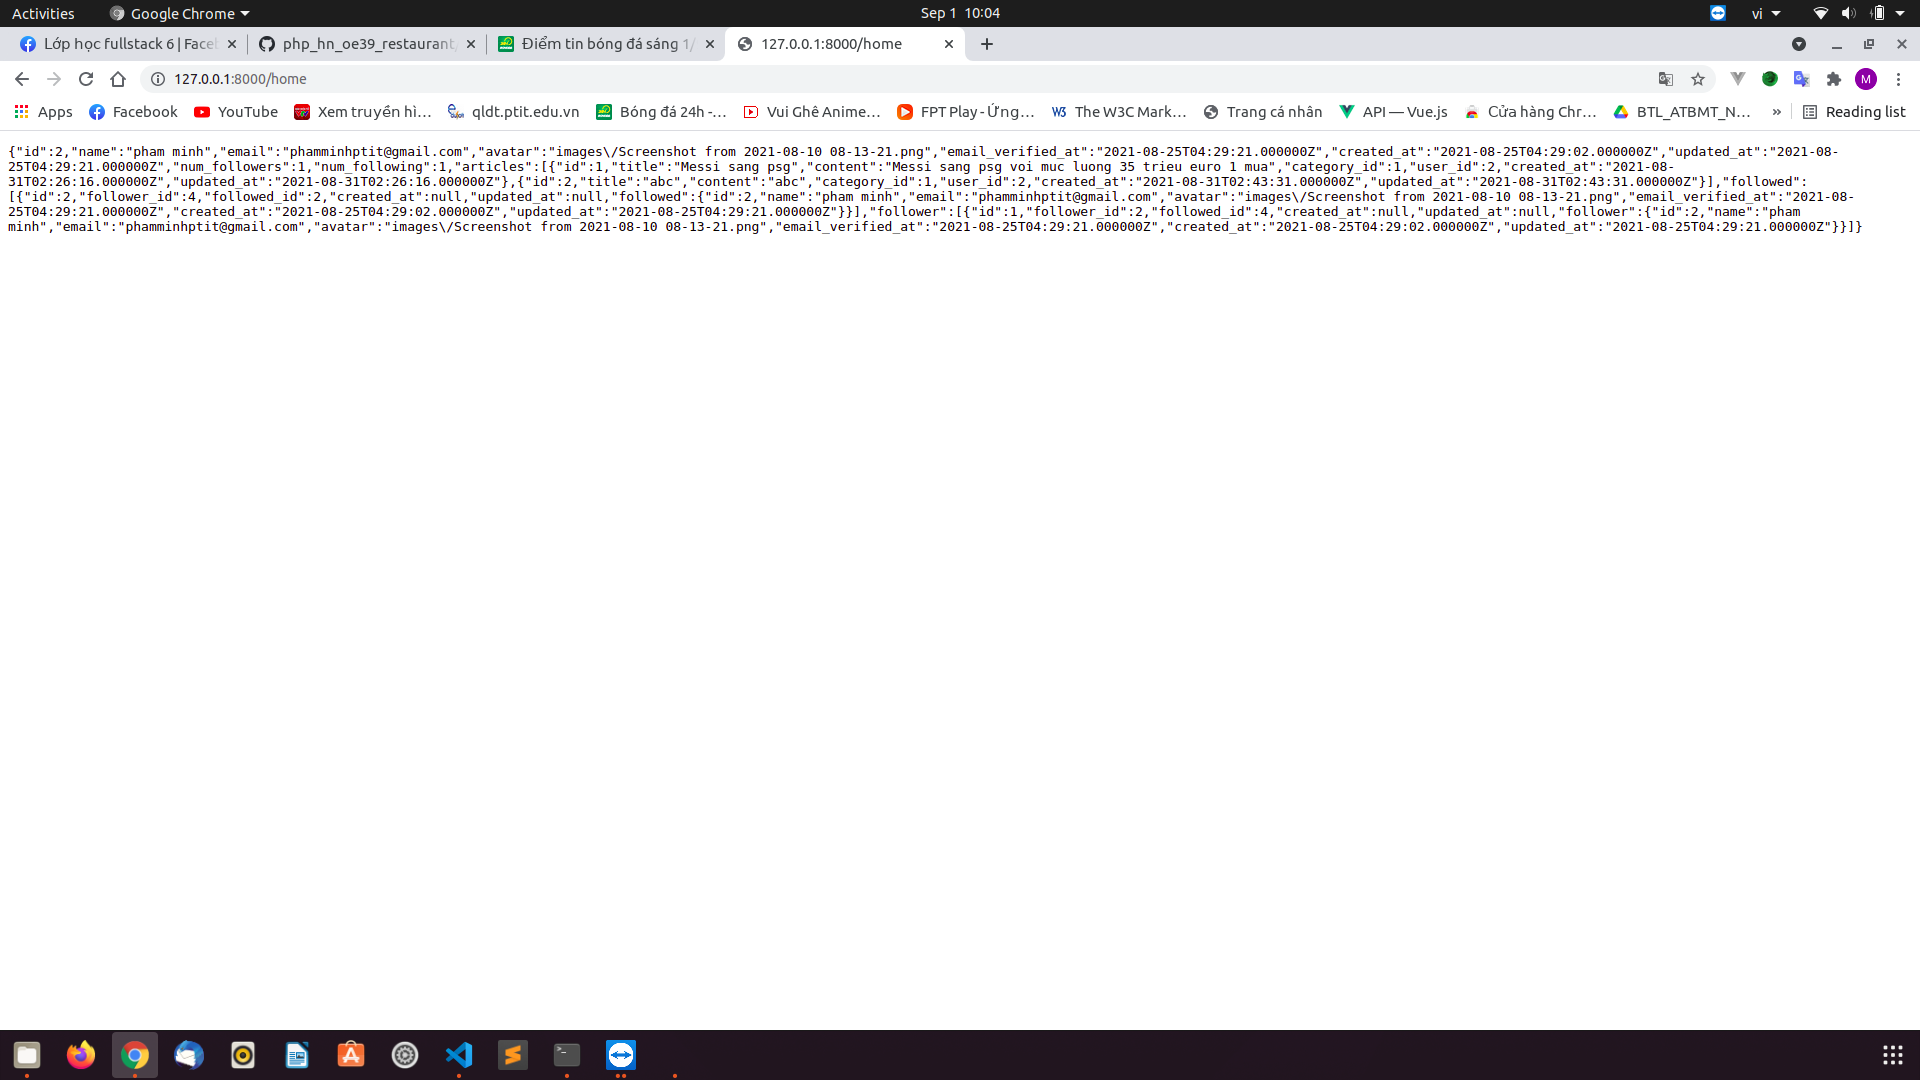 Activities Google Chrome Sep 1 10:04 vi
Lớp học fullstack 6 | Facel php_hn_oe39_restaurant, Điểm tin bóng đá sáng 1/ 127.0.0.1:8000/home
127.0.0.1:8000/home M
Apps Facebook YouTube Xem truyền hì... qldt.ptit.edu.vn Bóng đá 24h -... Vui Ghê Anime... FPT Play - Ứng... The W3C Mark... Trang cá nhân API — Vue.js Cửa hàng Chr... BTL_ATBMT_N... » Reading list
{"id":2,"name":"pham minh","email":"phamminhptit@gmail.com","avatar":"images\/Screenshot from 2021-08-10 08-13-21.png","email_verified_at":"2021-08-25T04:29:21.000000Z","created_at":"2021-08-25T04:29:02.000000Z","updated_at":"2021-08-
25T04:29:21.000000Z","num_followers":1,"num_following":1,"articles":[{"id":1,"title":"Messi sang psg","content":"Messi sang psg voi muc luong 35 trieu euro 1 mua","category_id":1,"user_id":2,"created_at":"2021-08-
31T02:26:16.000000Z","updated_at":"2021-08-31T02:26:16.000000Z"},{"id":2,"title":"abc","content":"abc","category_id":1,"user_id":2,"created_at":"2021-08-31T02:43:31.000000Z","updated_at":"2021-08-31T02:43:31.000000Z"}],"followed":
[{"id":2,"follower_id":4,"followed_id":2,"created_at":null,"updated_at":null,"followed":{"id":2,"name":"pham minh","email":"phamminhptit@gmail.com","avatar":"images\/Screenshot from 2021-08-10 08-13-21.png","email_verified_at":"2021-08-
25T04:29:21.000000Z","created_at":"2021-08-25T04:29:02.000000Z","updated_at":"2021-08-25T04:29:21.000000Z"}}],"follower":[{"id":1,"follower_id":2,"followed_id":4,"created_at":null,"updated_at":null,"follower":{"id":2,"name":"pham
minh","email":"phamminhptit@gmail.com","avatar":"images\/Screenshot from 2021-08-10 08-13-21.png","email_verified_at":"2021-08-25T04:29:21.000000Z","created_at":"2021-08-25T04:29:02.000000Z","updated_at":"2021-08-25T04:29:21.000000Z"}}]}